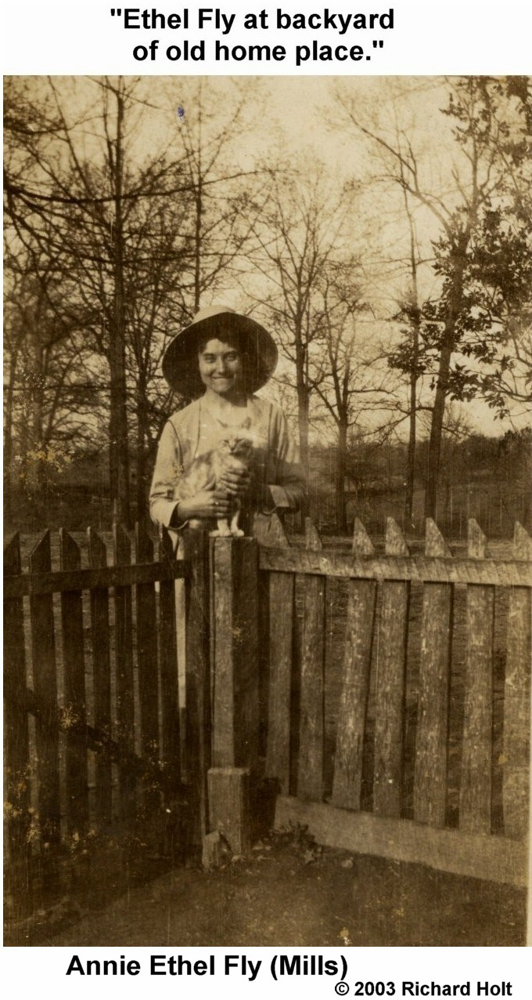 "Ethel Fly at backyard
of old home place."
Annie Ethel Fly (Mills)
© 2003 Richard Holt